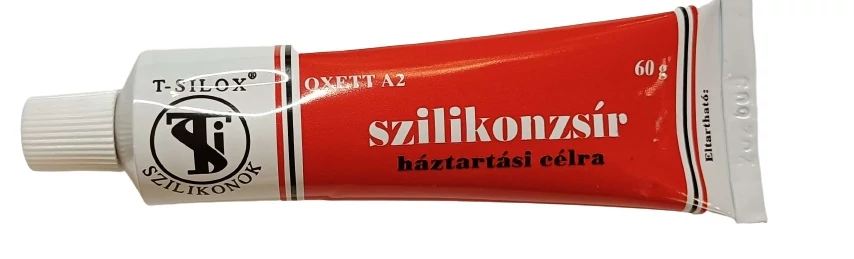 T-SILOX®
TSi
SZILIKONOK
OXETT A2
60 g
szilikonzsír
háztartási célra
Eltartható: